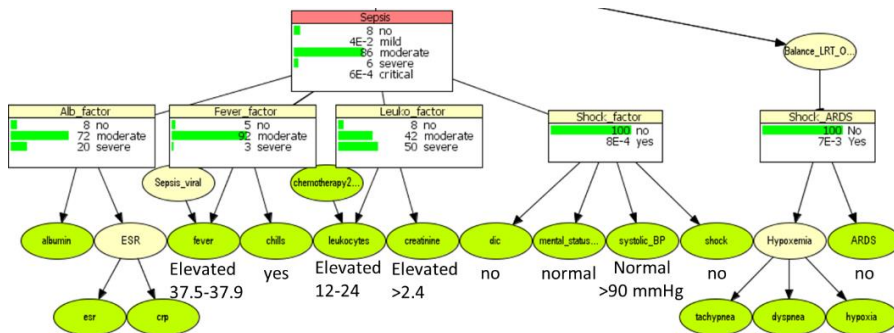 Sepsis
8 no
4E-2 mild
86 moderate
6 severe
6E-4 critical
Balance_LRT_O...
Alb_factor
8 no
72 moderate
20 severe
Fever_factor
5 no
92 moderate
3 severe
Leuko_factor
8 no
42 moderate
50 severe
Shock_factor
100 no
8E-4 yes
Shock_ARDS
100 No
7E-3 Yes
Sepsis_viral
chemotherapy2...
albumin
ESR
fever
chills
leukocytes
creatinine
dic
mental_status...
systolic_BP
shock
Hypoxemia
ARDS
Elevated
37.5-37.9
yes
Elevated
12-24
Elevated
>2.4
no
normal
Normal
>90 mmHg
no
no
esr
crp
tachypnea
dyspnea
hypoxia